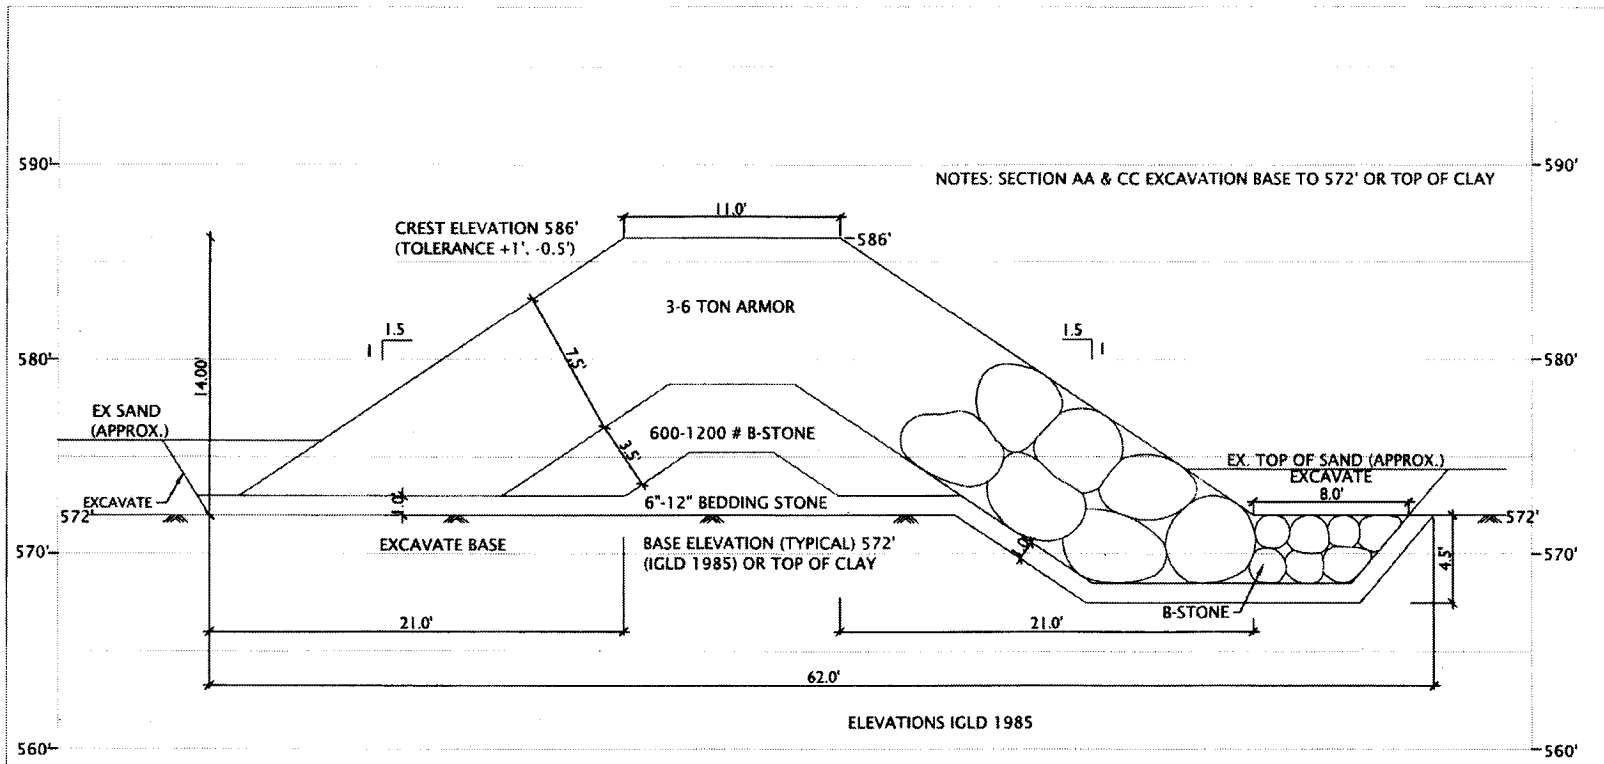 590'
590'
NOTES: SECTION AA & CC EXCAVATION BASE TO 572' OR TOP OF CLAY
11.0'
CREST ELEVATION 586'
(TOLERANCE +1', -0.5')
586'
3-6 TON ARMOR
1.5
1
1.5
1
580'
580'
14.00'
7.5'
EX SAND
(APPROX.)
600-1200 # B-STONE
3.5'
EX. TOP OF SAND (APPROX.)
EXCAVATE
8.0'
EXCAVATE
1.0'
6"-12" BEDDING STONE
572'
572'
EXCAVATE BASE
BASE ELEVATION (TYPICAL) 572'
(IGLD 1985) OR TOP OF CLAY
1.0'
570'
570'
4.5'
B-STONE
21.0'
21.0'
62.0'
ELEVATIONS IGLD 1985
560'
560'